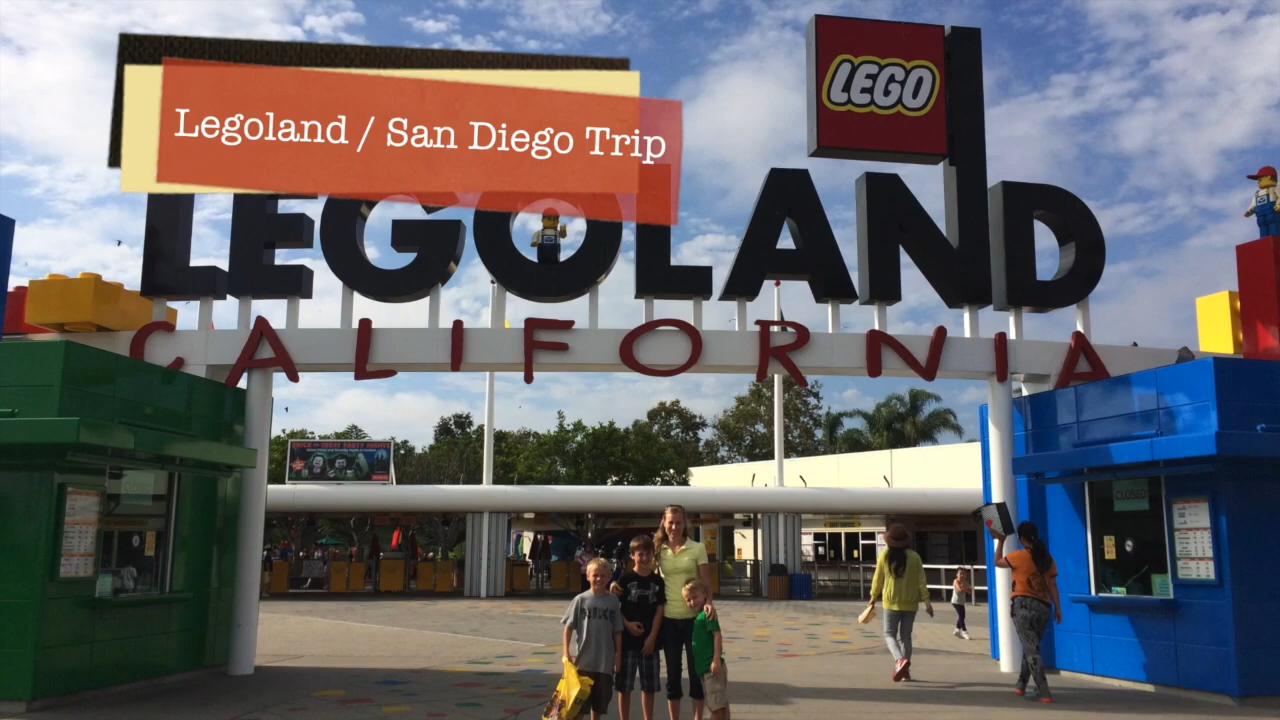 LEGO
Legoland / San Diego Trip
LEGOLAND
CALIFORNIA
CLOSED